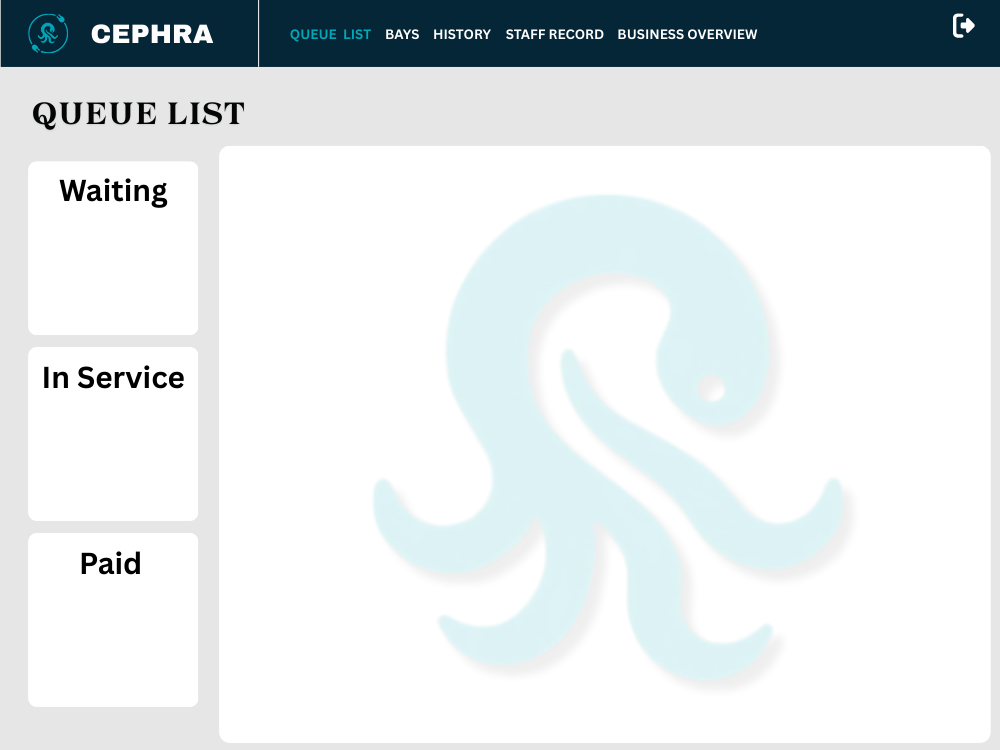 CEPHRA
QUEUE LIST BAYS HISTORY STAFF RECORD BUSINESS OVERVIEW
QUEUE LIST
Waiting
In Service
Paid